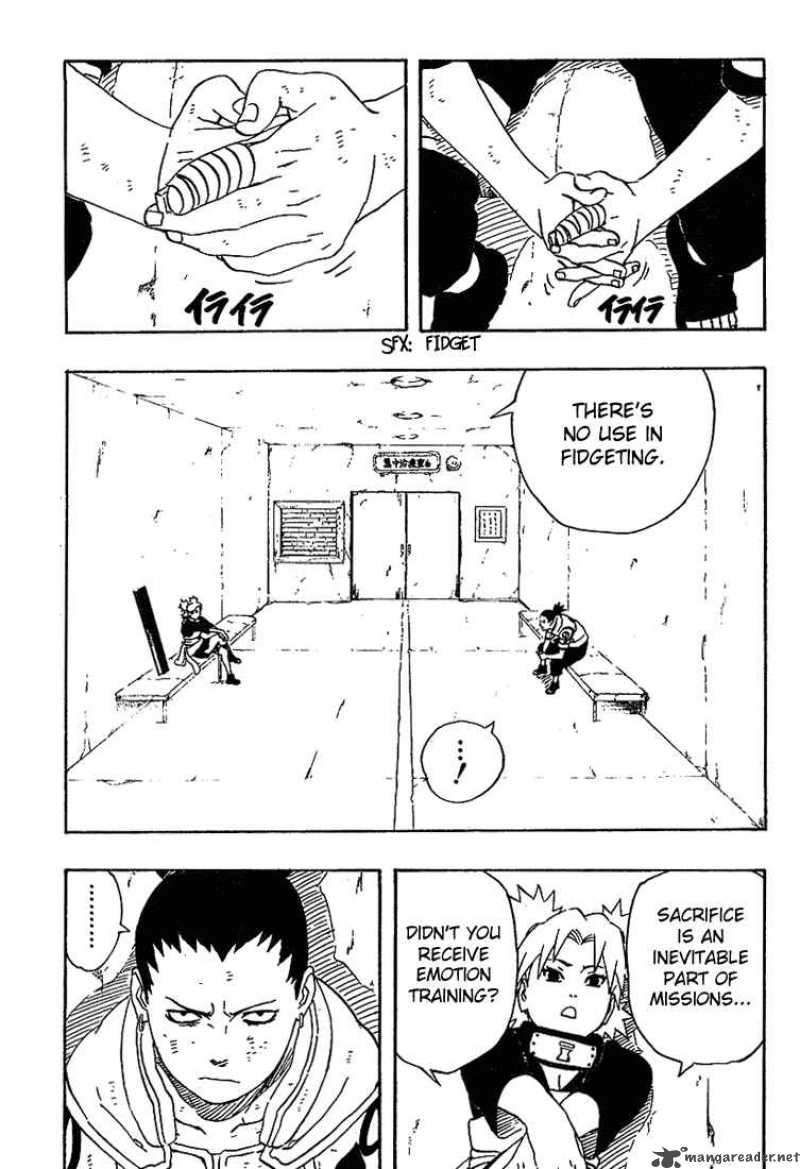 イライラ
イライラ
SFX: FIDGET
THERE'S
NO USE IN
FIDGETING.
...!
SACRIFICE
IS AN
INEVITABLE
PART OF
MISSIONS...
DIDN'T YOU
RECEIVE
EMOTION
TRAINING?
........
mangareader.net